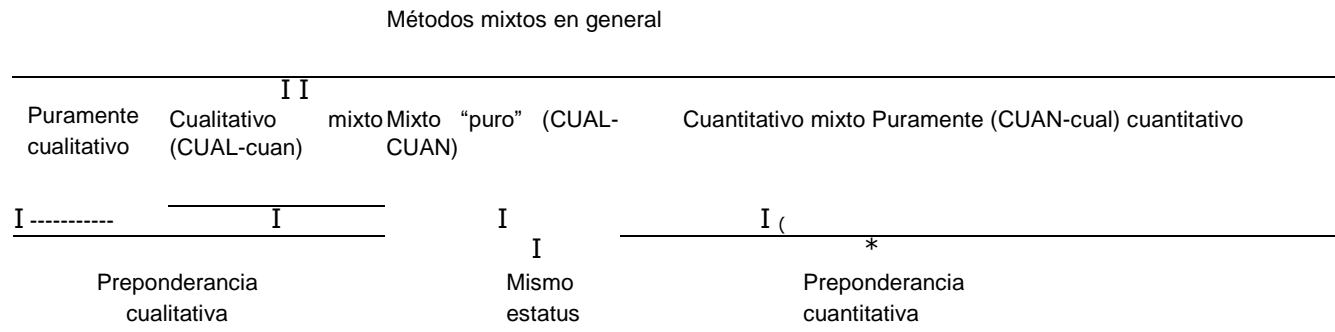 Métodos mixtos en general
I I
Puramente cualitativo
Cualitativo mixto (CUAL-cuan)
Mixto “puro” (CUAL-CUAN)
Cuantitativo mixto Puramente (CUAN-cual) cuantitativo
I ----------- I I I (
I *
Preponderancia cualitativa
Mismo estatus
Preponderancia cuantitativa